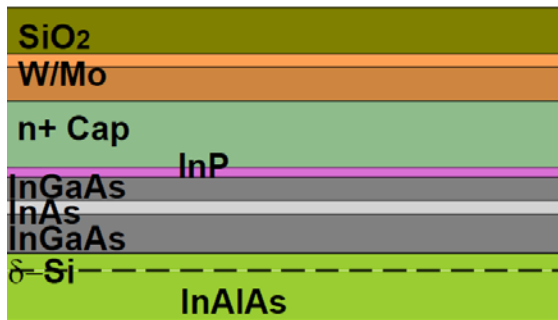 SiO2
W/Mo
n+ Cap
InP
InGaAs
InAs
InGaAs
δ-Si
InAlAs